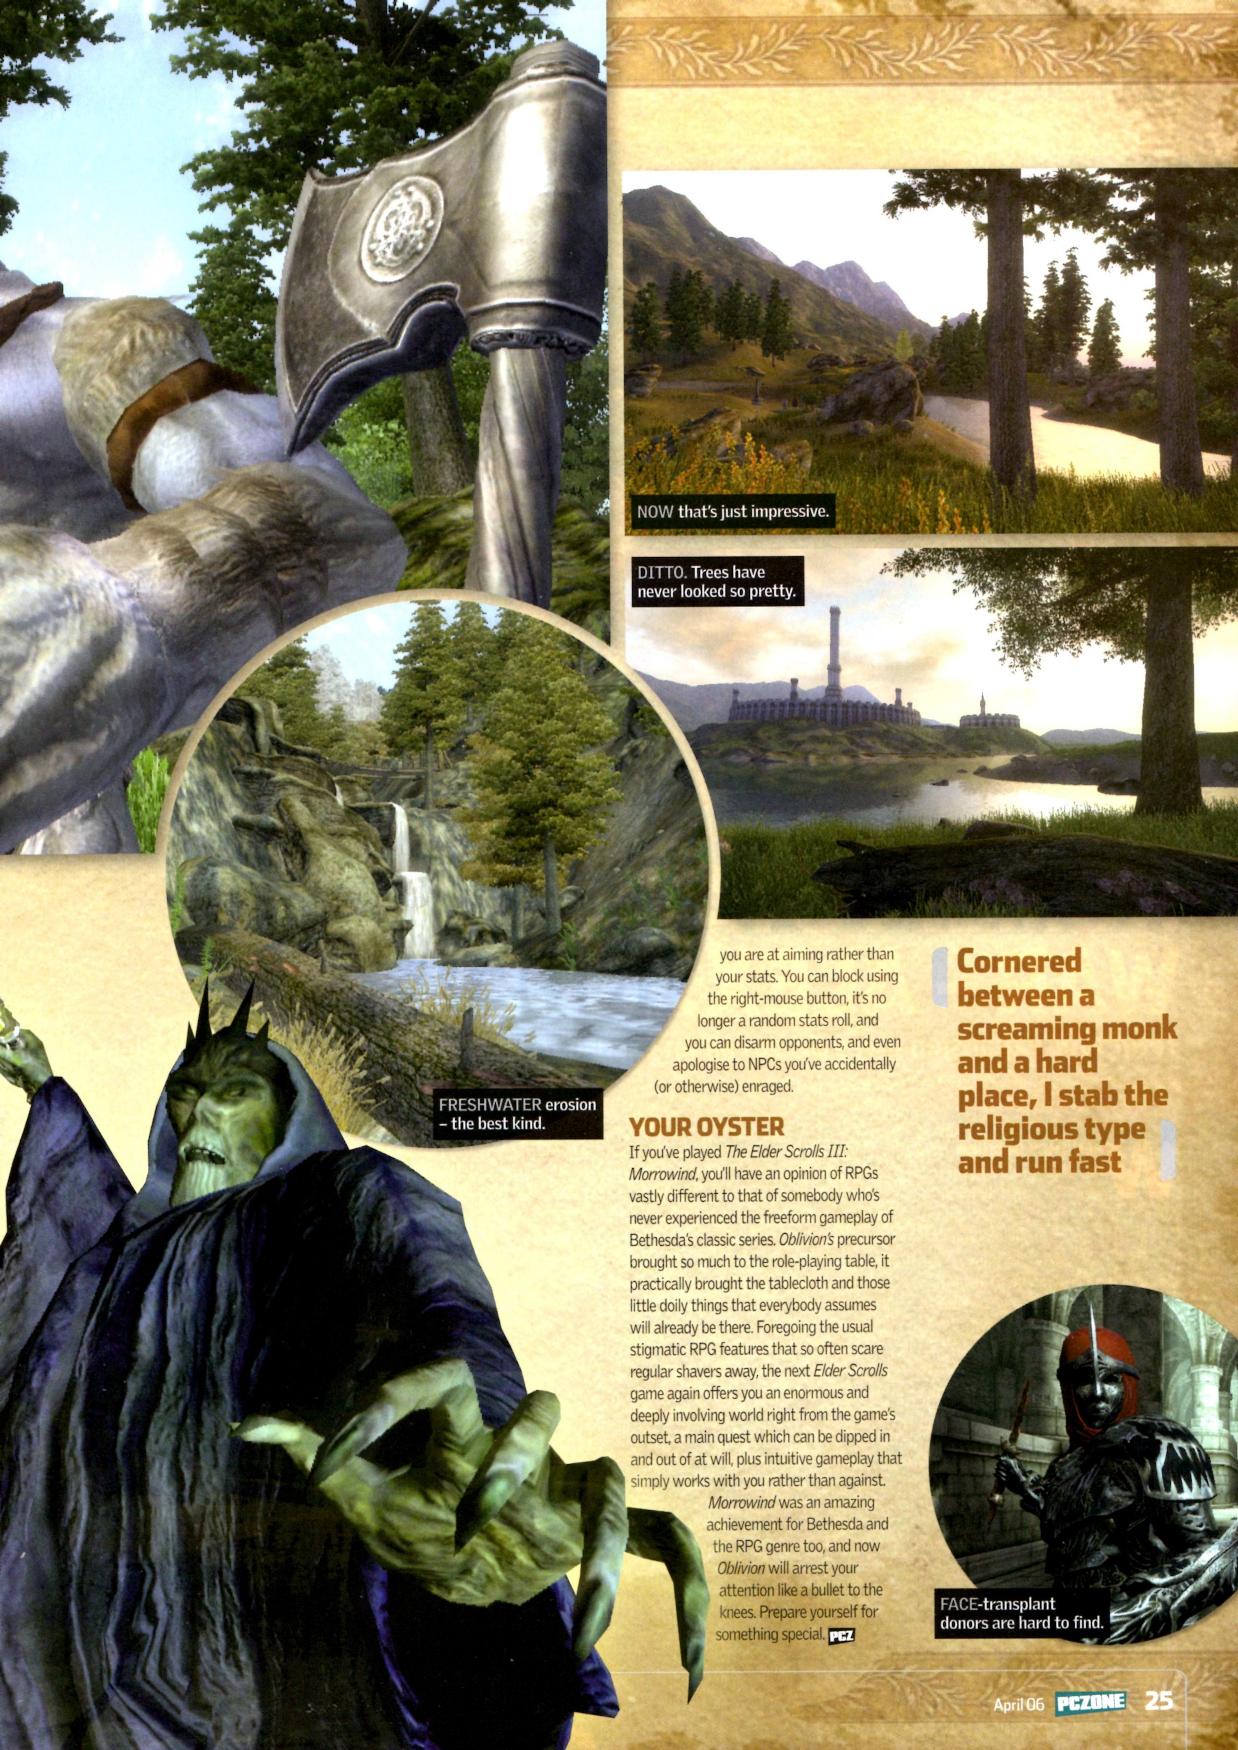 NOW that's just impressive.
DITTO. Trees have
never looked so pretty.
FRESHWATER erosion
– the best kind.
you are at aiming rather than
your stats. You can block using
the right-mouse button, it's no
longer a random stats roll, and
you can disarm opponents, and even
apologise to NPCs you've accidentally
(or otherwise) enraged.
YOUR OYSTER
If you've played The Elder Scrolls III:
Morrowind, you'll have an opinion of RPGs
vastly different to that of somebody who's
never experienced the freeform gameplay of
Bethesda's classic series. Oblivion's precursor
brought so much to the role-playing table, it
practically brought the tablecloth and those
little doily things that everybody assumes
will already be there. Foregoing the usual
stigmatic RPG features that so often scare
regular shavers away, the next Elder Scrolls
game again offers you an enormous and
deeply involving world right from the game's
outset, a main quest which can be dipped in
and out of at will, plus intuitive gameplay that
simply works with you rather than against.
Morrowind was an amazing
achievement for Bethesda and
the RPG genre too, and now
Oblivion will arrest your
attention like a bullet to the
knees. Prepare yourself for
something special. PCZ
Cornered
between a
screaming monk
and a hard
place, I stab the
religious type
and run fast
FACE-transplant
donors are hard to find.
April 06 PCZONE 25